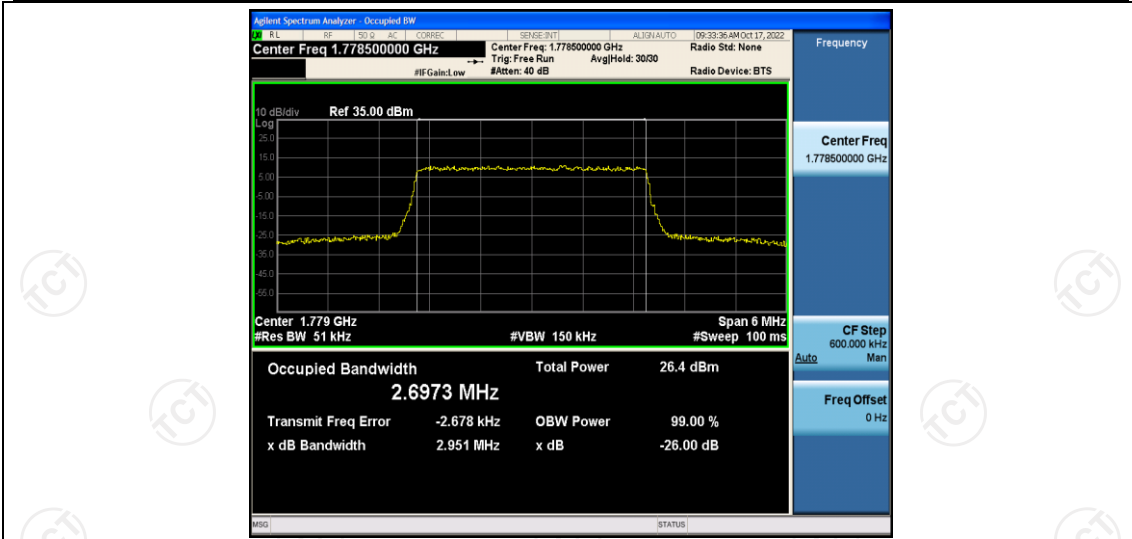 Agilent Spectrum Analyzer - Occupied BW
LXI RL RF 50 Ω AC CORREC SENSE:INT ALIGN AUTO 09:33:36 AM Oct 17, 2022
Center Freq 1.778500000 GHz
Center Freq: 1.778500000 GHz
Radio Std: None
Trig: Free Run Avg|Hold: 30/30
#IFGain:Low
#Atten: 40 dB
Radio Device: BTS
Frequency
10 dB/div Ref 35.00 dBm
Log
25.0
15.0
5.00
-5.00
-15.0
-25.0
-35.0
-45.0
-55.0
Center 1.779 GHz
Span 6 MHz
#Res BW 51 kHz
#VBW 150 kHz
#Sweep 100 ms
Center Freq
1.778500000 GHz
CF Step
600.000 kHz
Auto Man
Freq Offset
0 Hz
Occupied Bandwidth
Total Power 26.4 dBm
2.6973 MHz
Transmit Freq Error -2.678 kHz OBW Power 99.00 %
x dB Bandwidth 2.951 MHz x dB -26.00 dB
MSG
STATUS
TCT
TCT
TCT
TCT
TCT
TCT